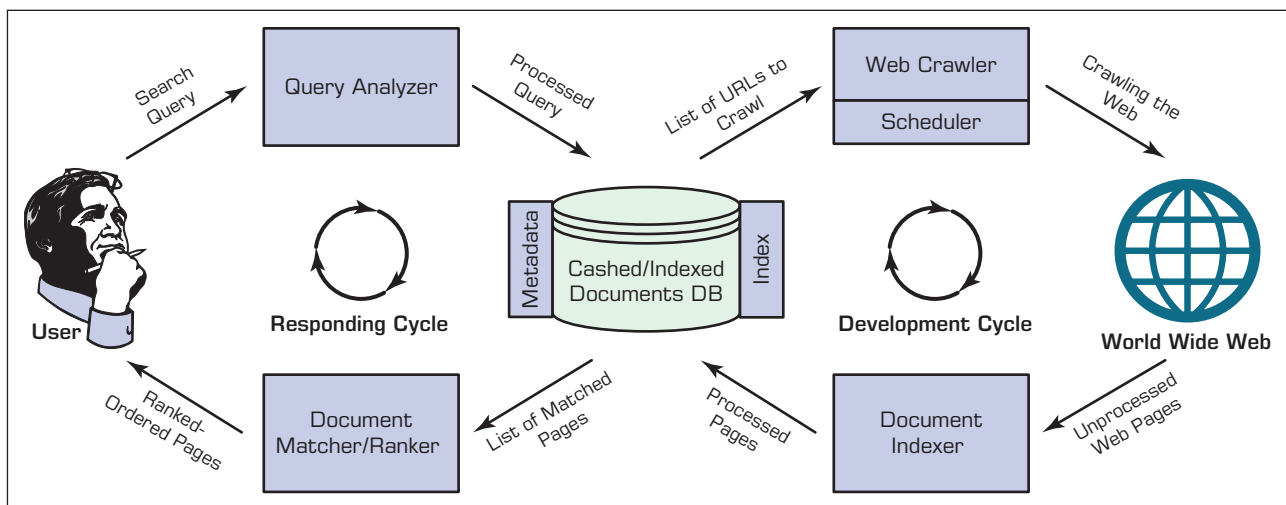 Search
Query
Query Analyzer
Processed
Query
List of URLs to
Crawl
Web Crawler
Scheduler
Crawling the
Web
User
Responding Cycle
Metadata
Cashed/Indexed
Documents DB
Index
Development Cycle
World Wide Web
Ranked-
Ordered Pages
Document
Matcher/Ranker
List of Matched
Pages
Processed
Pages
Document
Indexer
Unprocessed
Web Pages